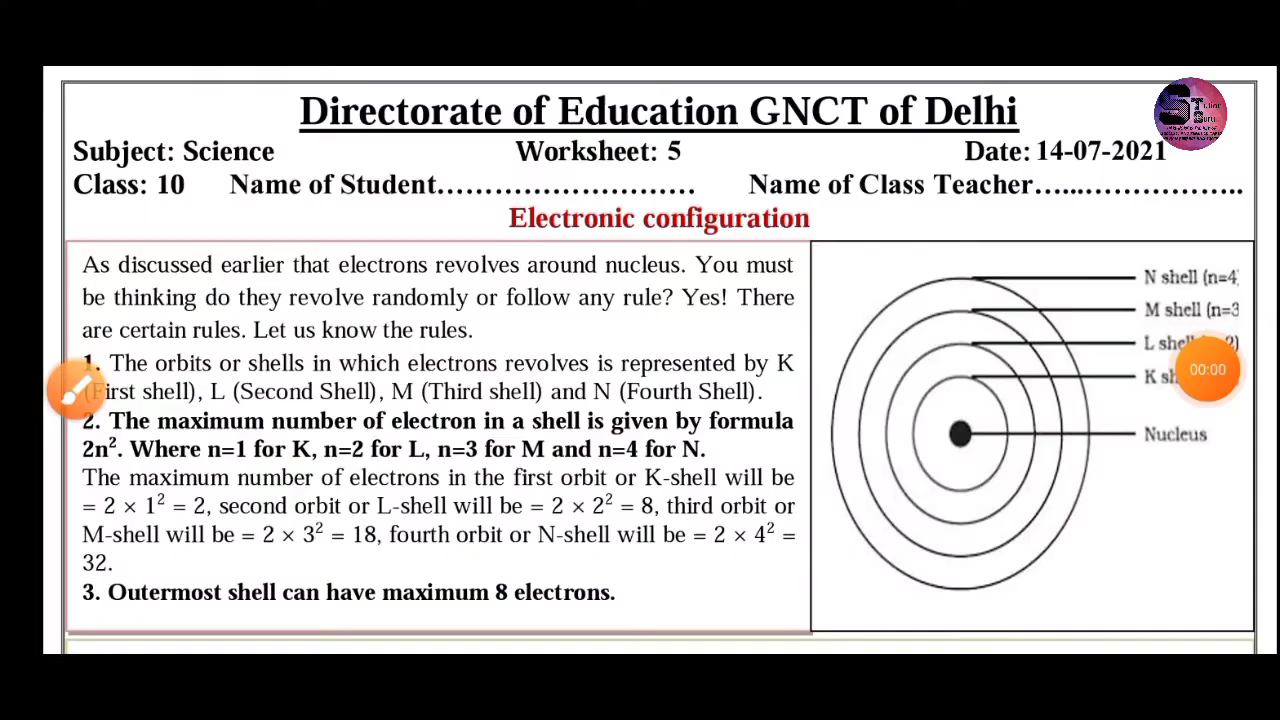 Directorate of Education GNCT of Delhi
Subject: Science Worksheet: 5 Date: 14-07-2021
Class: 10 Name of Student………………………… Name of Class Teacher…...……………..
Electronic configuration
As discussed earlier that electrons revolves around nucleus. You must
be thinking do they revolve randomly or follow any rule? Yes! There
are certain rules. Let us know the rules.
1. The orbits or shells in which electrons revolves is represented by K
(First shell), L (Second Shell), M (Third shell) and N (Fourth Shell).
2. The maximum number of electron in a shell is given by formula
2n². Where n=1 for K, n=2 for L, n=3 for M and n=4 for N.
The maximum number of electrons in the first orbit or K-shell will be
= 2 × 1² = 2, second orbit or L-shell will be = 2 × 2² = 8, third orbit or
M-shell will be = 2 × 3² = 18, fourth orbit or N-shell will be = 2 × 4² =
32.
3. Outermost shell can have maximum 8 electrons.
N shell (n=4
M shell (n=3
L
K
Nucleus
00:00